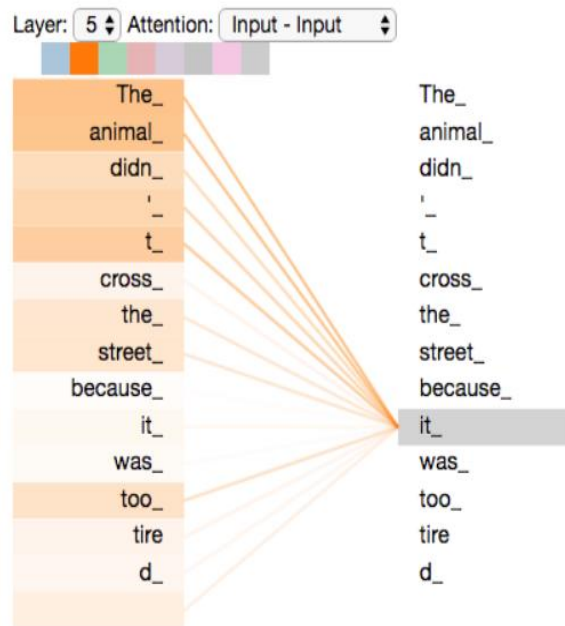 Layer: 5 Attention: Input - Input
The_ The_
animal_ animal_
didn_ didn_
'_ '_
t_ t_
cross_ cross_
the_ the_
street_ street_
because_ because_
it_ it_
was_ was_
too_ too_
tire tire
d_ d_